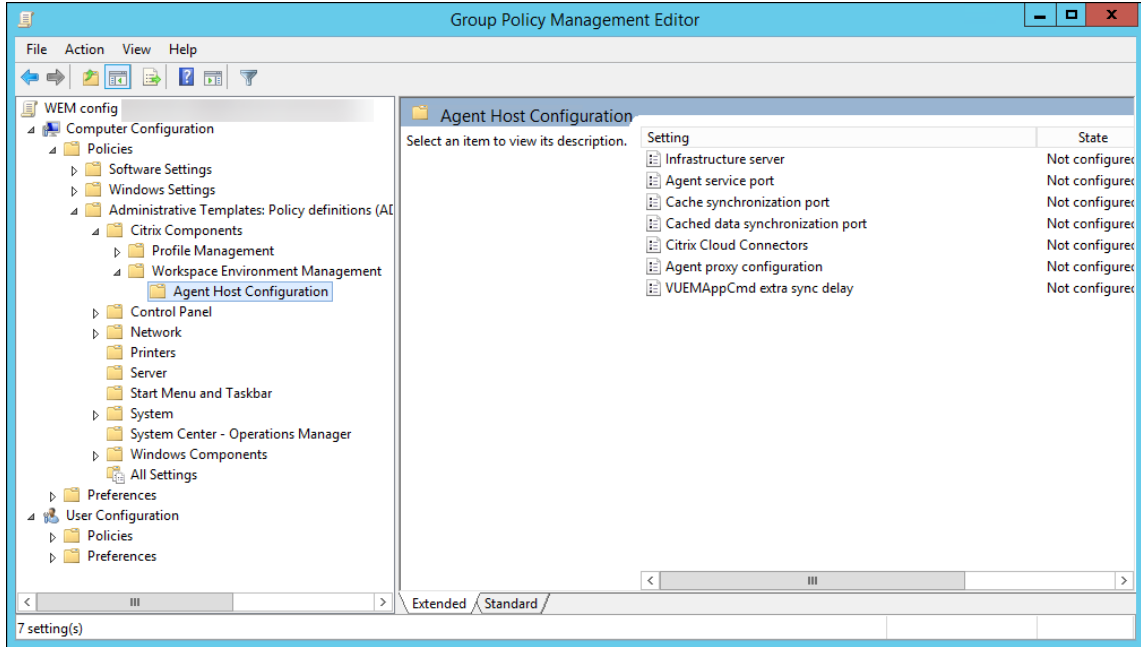 Group Policy Management Editor
File Action View Help
WEM config
Computer Configuration
Policies
Software Settings
Windows Settings
Administrative Templates: Policy definitions (AD
Citrix Components
Profile Management
Workspace Environment Management
Agent Host Configuration
Control Panel
Network
Printers
Server
Start Menu and Taskbar
System
System Center - Operations Manager
Windows Components
All Settings
Preferences
User Configuration
Policies
Preferences
Agent Host Configuration
Select an item to view its description.
Setting State
Infrastructure server Not configured
Agent service port Not configured
Cache synchronization port Not configured
Cached data synchronization port Not configured
Citrix Cloud Connectors Not configured
Agent proxy configuration Not configured
VUEMAppCmd extra sync delay Not configured
Extended Standard
7 setting(s)